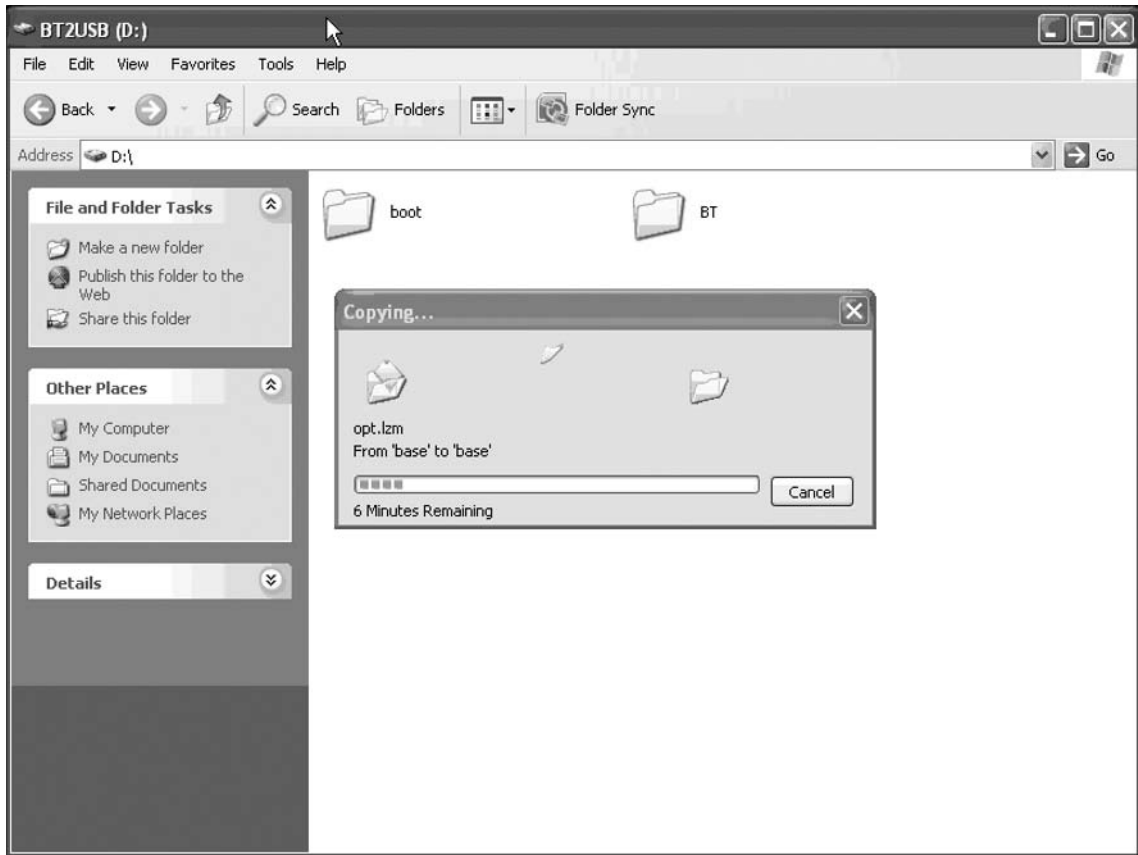 BT2USB (D:)
File Edit View Favorites Tools Help
Back Search Folders Folder Sync
Address D:\ Go
File and Folder Tasks
Make a new folder
Publish this folder to the
Web
Share this folder
Other Places
My Computer
My Documents
Shared Documents
My Network Places
Details
boot BT
Copying...
opt.lzm
From 'base' to 'base'
Cancel
6 Minutes Remaining